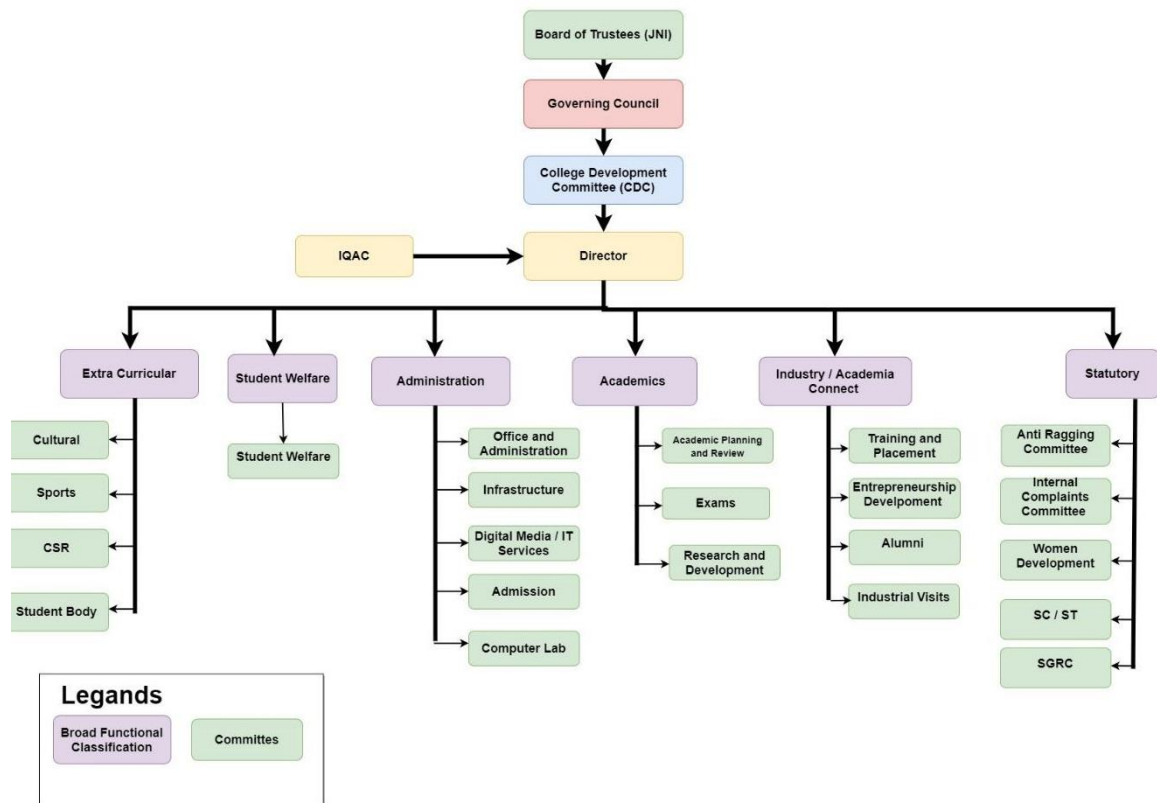 Board of Trustees (JNI)
Governing Council
College Development
Committee (CDC)
IQAC
Director
Extra Curricular
Student Welfare
Administration
Academics
Industry / Academia
Connect
Statutory
Cultural
Sports
CSR
Student Body
Student Welfare
Office and
Administration
Infrastructure
Digital Media / IT
Services
Admission
Computer Lab
Academic Planning
and Review
Exams
Research and
Development
Training and
Placement
Entrepreneurship
Develpoment
Alumni
Industrial Visits
Anti Ragging
Committee
Internal
Complaints
Committee
Women
Development
SC / ST
SGRC
Legands
Broad Functional
Classification
Committes